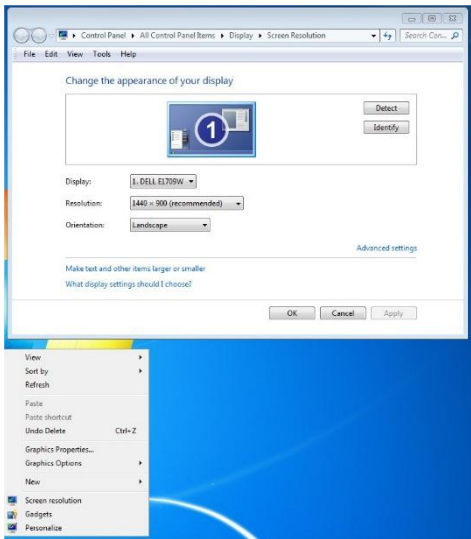 Control Panel ▸ All Control Panel Items ▸ Display ▸ Screen Resolution
Search Con...
File Edit View Tools Help
Change the appearance of your display
1
Detect
Identify
Display: 1. DELL E1709W
Resolution: 1440 × 900 (recommended)
Orientation: Landscape
Advanced settings
Make text and other items larger or smaller
What display settings should I choose?
OK Cancel Apply
View
Sort by
Refresh
Paste
Paste shortcut
Undo Delete Ctrl+Z
Graphics Properties...
Graphics Options
New
Screen resolution
Gadgets
Personalize